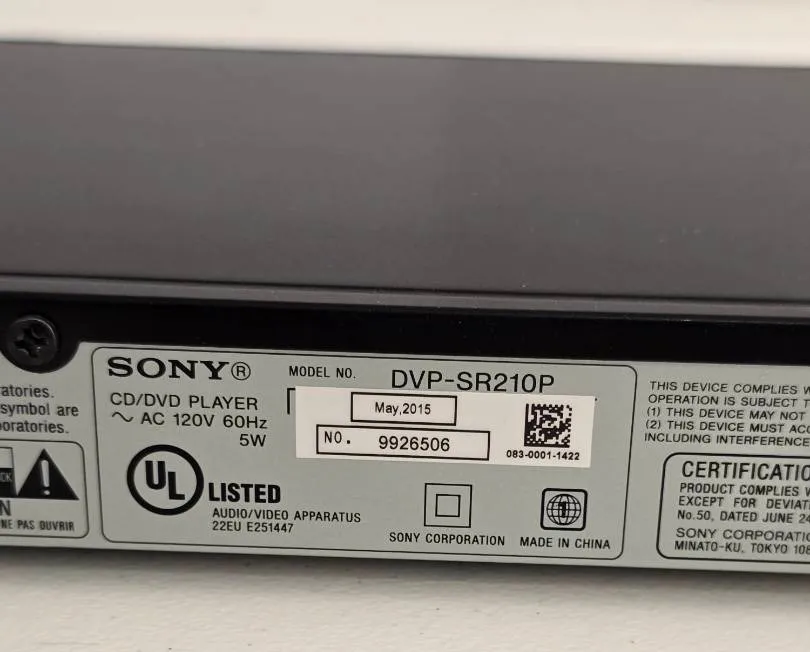 atories.
symbol are
oratories.
N
NE PAS OUVRIR
SONY®
MODEL NO. DVP-SR210P
CD/DVD PLAYER
~ AC 120V 60Hz
5W
May,2015
NO. 9926506
083-0001-1422
UL LISTED
AUDIO/VIDEO APPARATUS
22EU E251447
SONY CORPORATION
1
MADE IN CHINA
THIS DEVICE COMPLIES W
OPERATION IS SUBJECT T
(1) THIS DEVICE MAY NOT
(2) THIS DEVICE MUST ACC
INCLUDING INTERFERENCE
CERTIFICATIO
PRODUCT COMPLIES W
EXCEPT FOR DEVIAT
No.50, DATED JUNE 24
SONY CORPORATIO
MINATO-KU, TOKYO 108